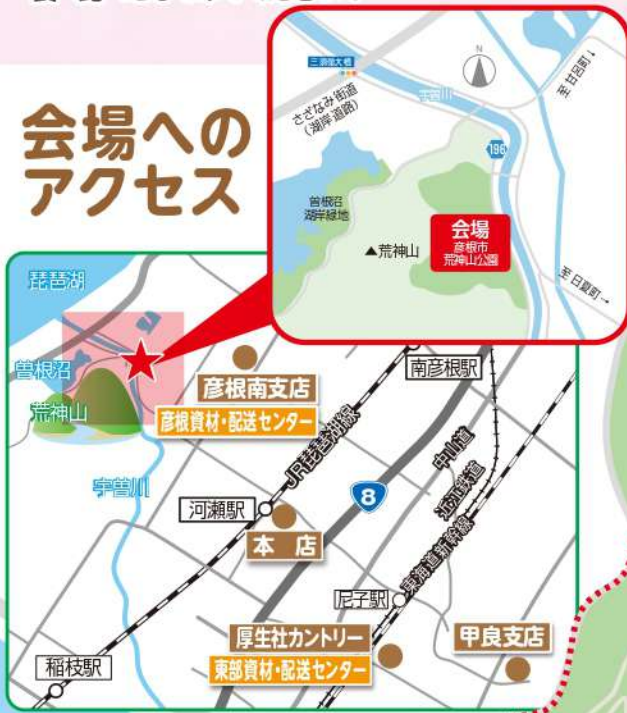 会場への
アクセス
三津屋大橋
さざなみ街道
(湖岸道路)
宇曽川
N
至 甘呂町→
196
曽根沼
湖岸緑地
▲荒神山
会場
彦根市
荒神山公園
至 日夏町→
琵琶湖
曽根沼
荒神山
宇曽川
彦根南支店
彦根資材・配送センター
南彦根駅
JR琵琶湖線
8
中山道
近江鉄道
東海道新幹線
河瀬駅
本 店
尼子駅
厚生社カントリー
東部資材・配送センター
甲良支店
稲枝駅